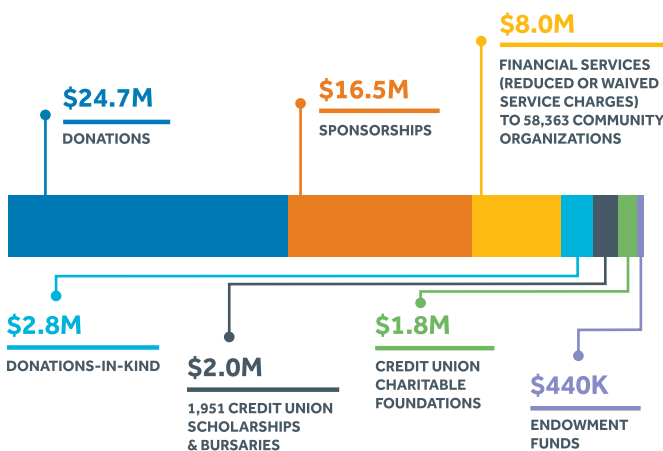 $8.0M
FINANCIAL SERVICES
(REDUCED OR WAIVED
SERVICE CHARGES)
TO 58,363 COMMUNITY
ORGANIZATIONS
$24.7M
DONATIONS
$16.5M
SPONSORSHIPS
$2.8M
DONATIONS-IN-KIND
$2.0M
1,951 CREDIT UNION
SCHOLARSHIPS
& BURSARIES
$1.8M
CREDIT UNION
CHARITABLE
FOUNDATIONS
$440K
ENDOWMENT
FUNDS